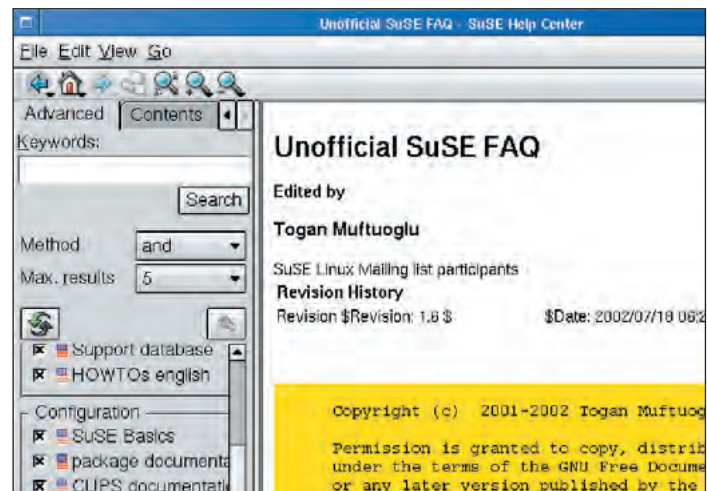 Unofficial SuSE FAQ - SuSE Help Center
File Edit View Go
Advanced Contents
Keywords:
Search
Method and
Max. results 5
Support database
HOWTOs english
Configuration
SuSE Basics
package documenta
CUPS documentati
Unofficial SuSE FAQ
Edited by
Togan Muftuoglu
SuSE Linux Mailing list participants
Revision History
Revision $Revision: 1.6 $ $Date: 2002/07/18 06:2
Copyright (c) 2001-2002 Togan Muftuog
Permission is granted to copy, distrib
under the terms of the GNU Free Docume
or any later version published by the